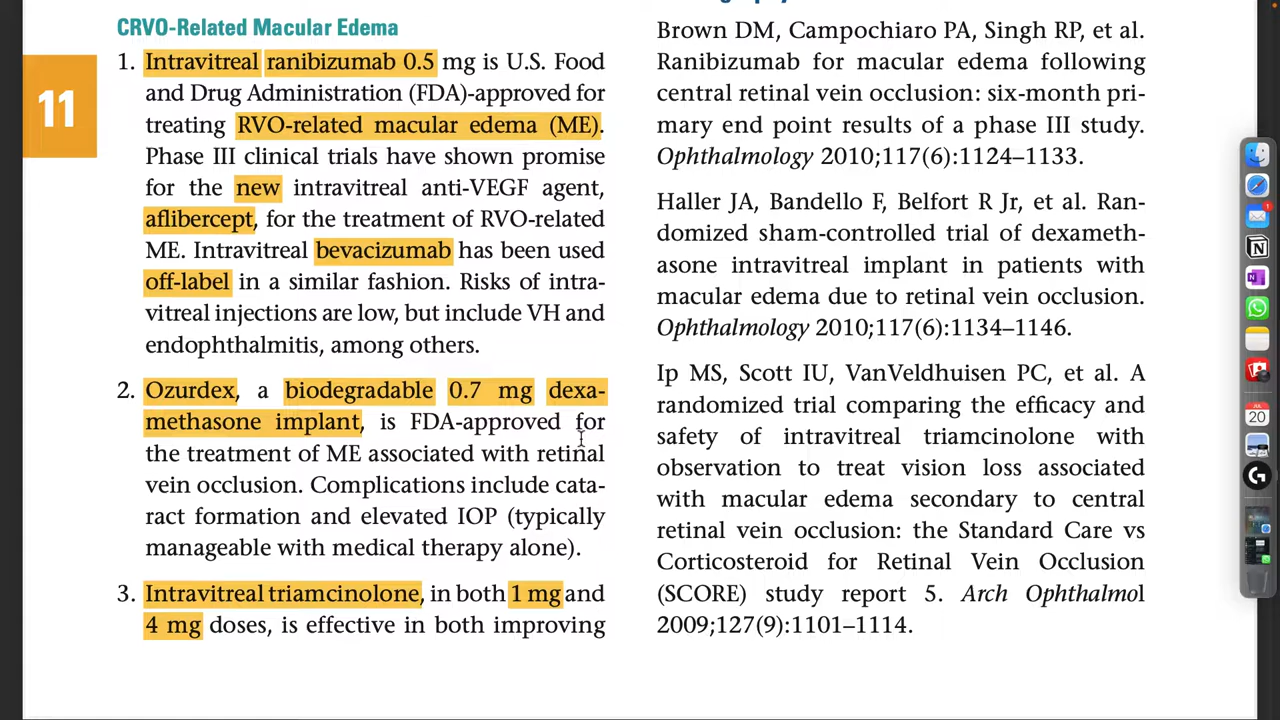 CRVO-Related Macular Edema
1. Intravitreal ranibizumab 0.5 mg is U.S. Food
and Drug Administration (FDA)-approved for
treating RVO-related macular edema (ME).
Phase III clinical trials have shown promise
for the new intravitreal anti-VEGF agent,
aflibercept, for the treatment of RVO-related
ME. Intravitreal bevacizumab has been used
off-label in a similar fashion. Risks of intra-
vitreal injections are low, but include VH and
endophthalmitis, among others.
2. Ozurdex, a biodegradable 0.7 mg dexa-
methasone implant, is FDA-approved for
the treatment of ME associated with retinal
vein occlusion. Complications include cata-
ract formation and elevated IOP (typically
manageable with medical therapy alone).
3. Intravitreal triamcinolone, in both 1 mg and
4 mg doses, is effective in both improving
11
Brown DM, Campochiaro PA, Singh RP, et al.
Ranibizumab for macular edema following
central retinal vein occlusion: six-month pri-
mary end point results of a phase III study.
Ophthalmology 2010;117(6):1124–1133.
Haller JA, Bandello F, Belfort R Jr, et al. Ran-
domized sham-controlled trial of dexameth-
asone intravitreal implant in patients with
macular edema due to retinal vein occlusion.
Ophthalmology 2010;117(6):1134–1146.
Ip MS, Scott IU, VanVeldhuisen PC, et al. A
randomized trial comparing the efficacy and
safety of intravitreal triamcinolone with
observation to treat vision loss associated
with macular edema secondary to central
retinal vein occlusion: the Standard Care vs
Corticosteroid for Retinal Vein Occlusion
(SCORE) study report 5. Arch Ophthalmol
2009;127(9):1101–1114.
20